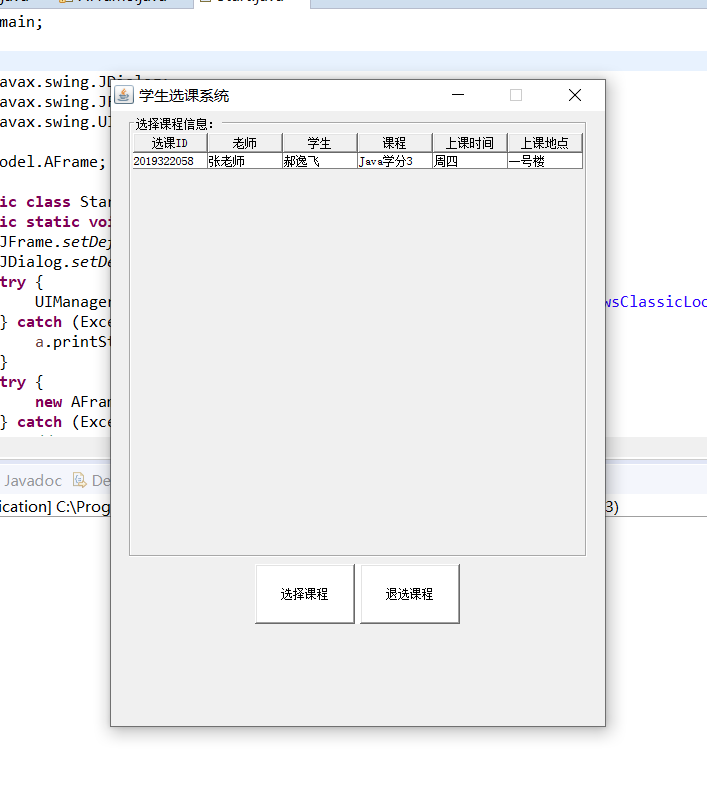 main;
学生选课系统
avax.swing.JDialog;
avax.swing.JF
avax.swing.UI
选择课程信息:
选课ID 老师 学生 课程 上课时间 上课地点
2019322058 张老师 郝逸飞 Java学分3 周四 一号楼
odel.AFrame;
ic class Star
ic static voi
JFrame.setDef
JDialog.setDe
try {
UIManager wsClassicLoo
} catch (Exce
a.printSt
}
try {
new AFram
} catch (Exce
Javadoc De
ication] C:\Prog 3)
选择课程 退选课程